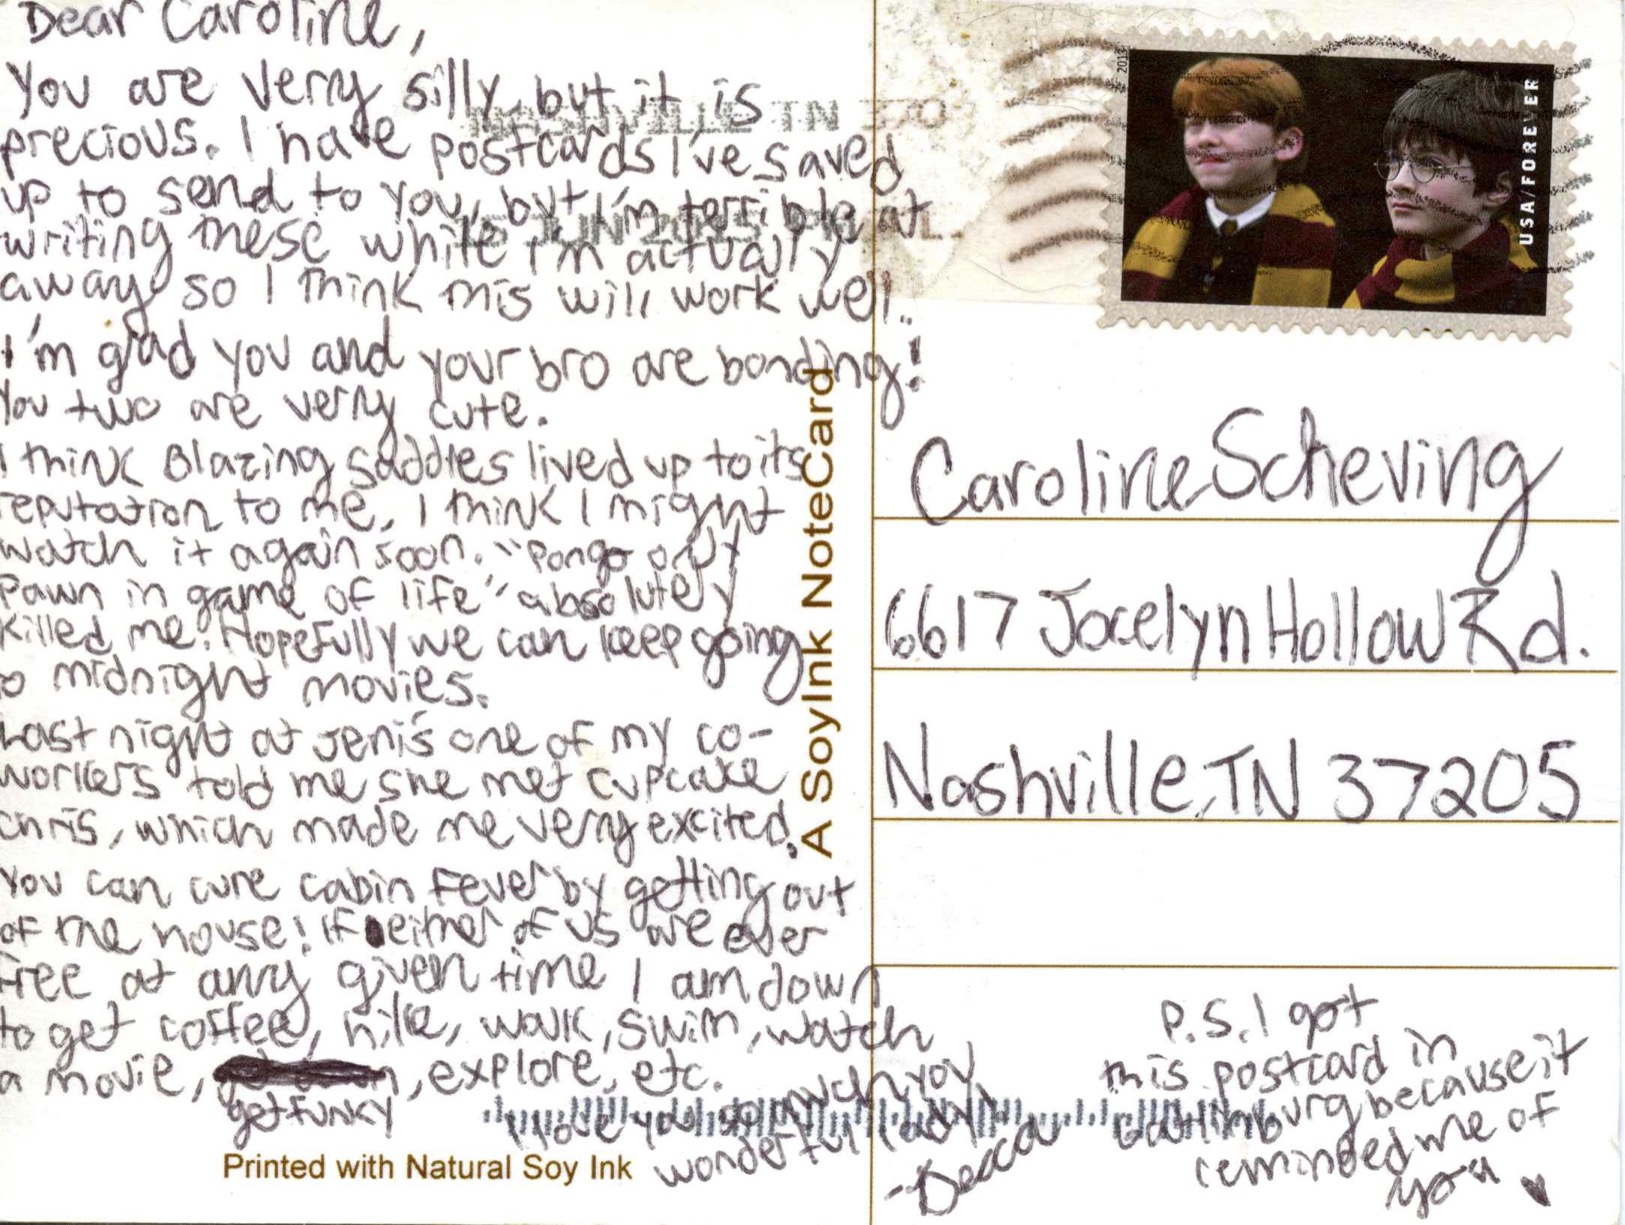 Dear Caroline,
You are very silly but it is
precious. I have postcards I've saved
up to send to you, but I'm terrible at
writing these while I'm actually
away so I think this will work well.
I'm glad you and your bro are bonding!
You two are very cute.
I think Blazing Saddles lived up to its
reputation to me. I think I might
watch it again soon. "Pongo only
pawn in game of life" absolutely
killed me. Hopefully we can keep going
to midnight movies.
Last night at Jeni's one of my co-
workers told me she met cupcake
Chris, which made me very excited.
You can cure cabin fever by getting out
of the house! If either of us are ever
free at any given time I am down
to get coffee, hike, walk, swim, watch
a movie, , explore, etc.
get funky
I love you so much you
wonderful lady!
-Becca
Printed with Natural Soy Ink
A SoyInk NoteCard
NASHVILLE TN 370
15 JUN 2015 PM L
2013
USA/FOREVER
Caroline Scheving
6617 Jocelyn Hollow Rd.
Nashville, TN 37205
P.S. I got
this postcard in
Gatlinburg because it
reminded me of
you ♥